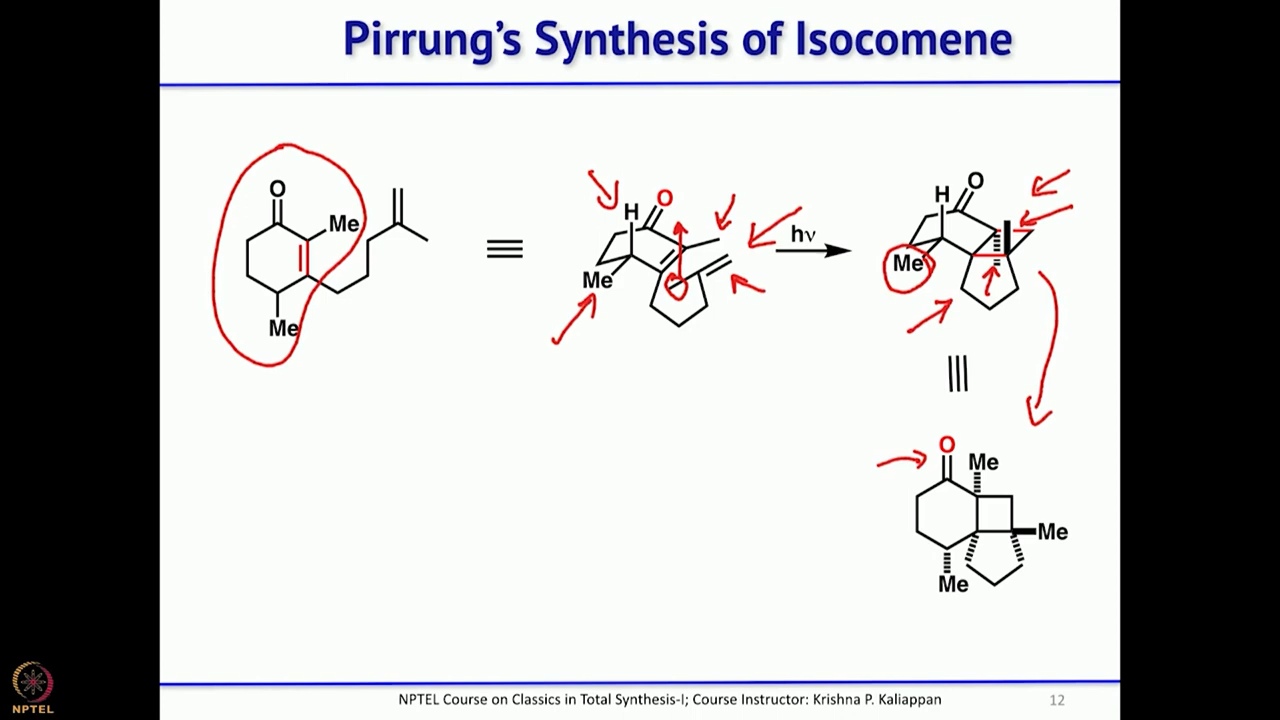 Pirrung's Synthesis of Isocomene
O
Me
Me
H
O
Me
hν
H
O
Me
O
Me
Me
Me
NPTEL
NPTEL Course on Classics in Total Synthesis-I; Course Instructor: Krishna P. Kaliappan
12